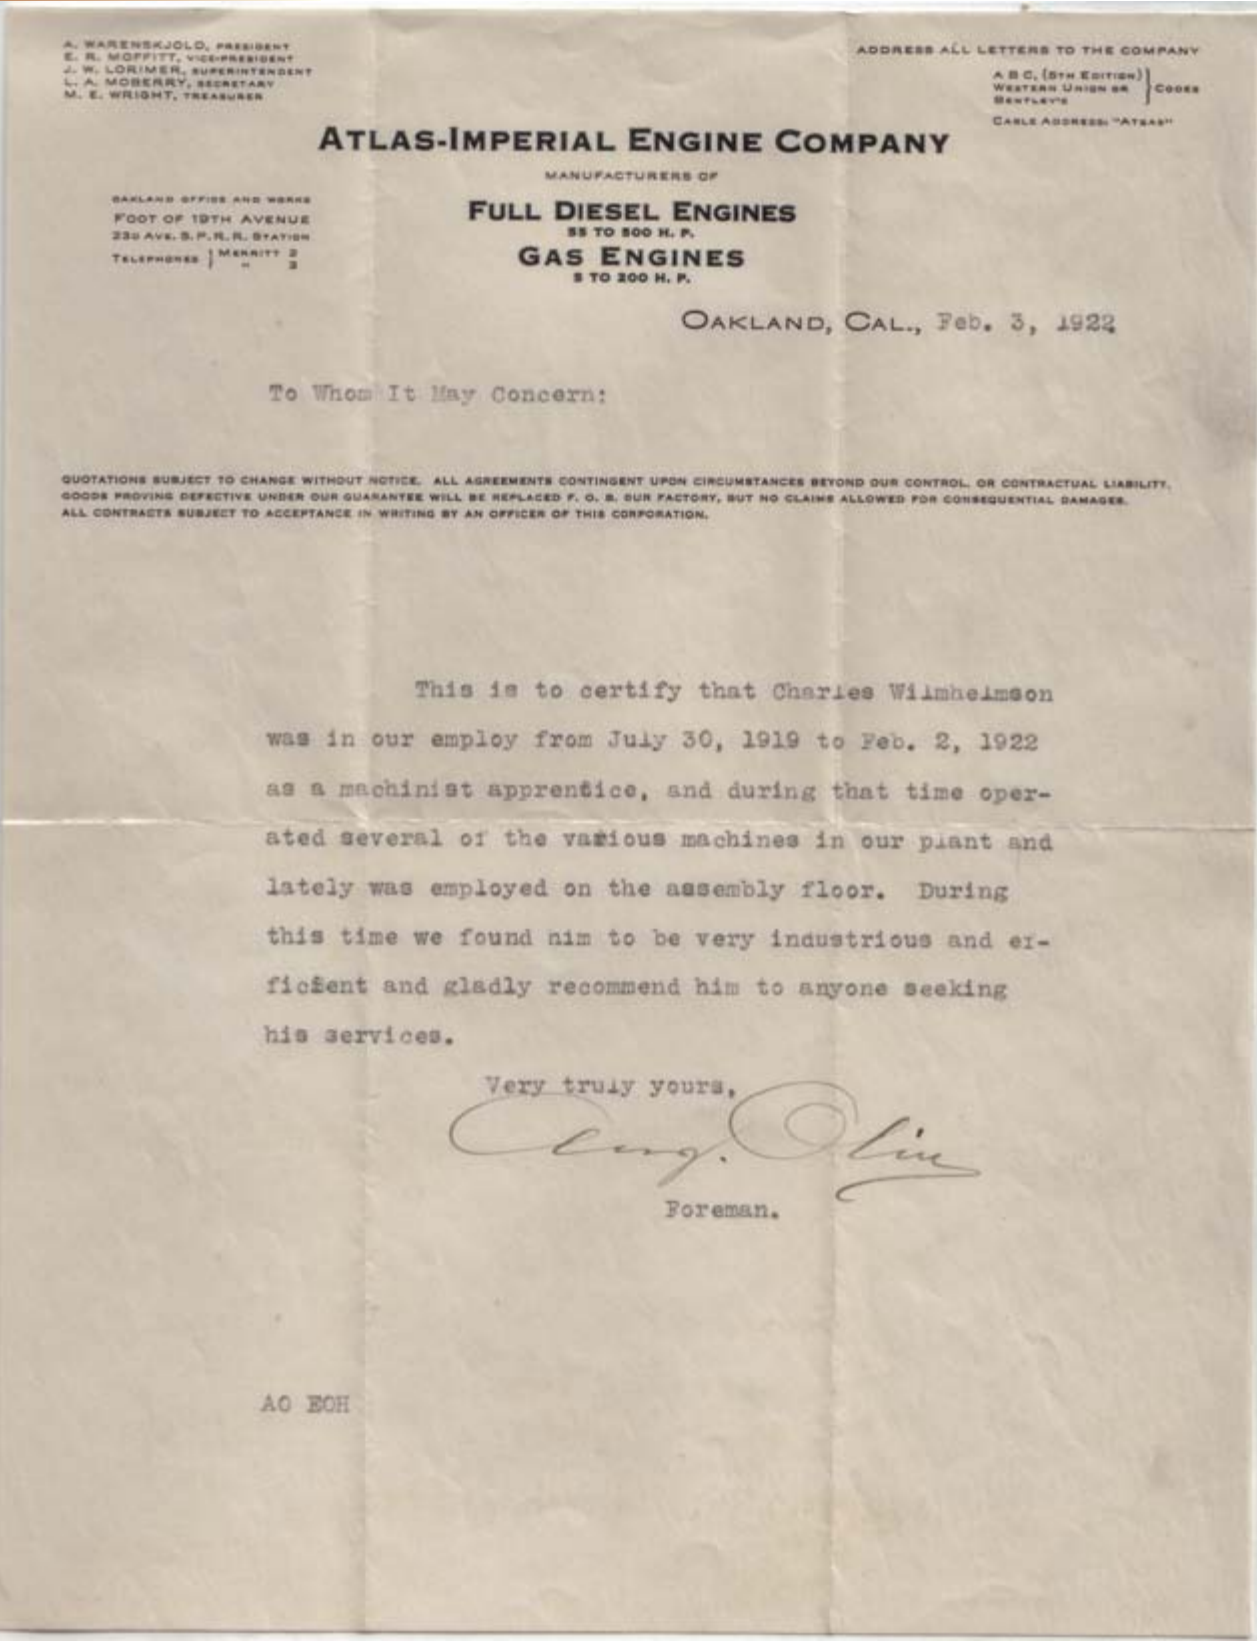 A. WARENSKJOLD, PRESIDENT
E. R. MOFFITT, VICE-PRESIDENT
J. W. LORIMER, SUPERINTENDENT
L. A. MOBERRY, SECRETARY
M. E. WRIGHT, TREASURER
ADDRESS ALL LETTERS TO THE COMPANY
A B C, (5TH EDITION)
WESTERN UNION OR
BENTLEY'S
CODES
CABLE ADDRESS: "ATLAS"
ATLAS-IMPERIAL ENGINE COMPANY
MANUFACTURERS OF
FULL DIESEL ENGINES
55 TO 500 H. P.
GAS ENGINES
5 TO 200 H. P.
OAKLAND OFFICE AND WORKS
FOOT OF 19TH AVENUE
23D AVE. S. P. R. R. STATION
TELEPHONES } MERRITT 2
" 3
OAKLAND, CAL., Feb. 3, 1922
To Whom It May Concern:
QUOTATIONS SUBJECT TO CHANGE WITHOUT NOTICE. ALL AGREEMENTS CONTINGENT UPON CIRCUMSTANCES BEYOND OUR CONTROL, OR CONTRACTUAL LIABILITY.
GOODS PROVING DEFECTIVE UNDER OUR GUARANTEE WILL BE REPLACED F. O. B. OUR FACTORY, BUT NO CLAIMS ALLOWED FOR CONSEQUENTIAL DAMAGES.
ALL CONTRACTS SUBJECT TO ACCEPTANCE IN WRITING BY AN OFFICER OF THIS CORPORATION.
This is to certify that Charles Wilmhelmson
was in our employ from July 30, 1919 to Feb. 2, 1922
as a machinist apprentice, and during that time oper-
ated several of the various machines in our plant and
lately was employed on the assembly floor. During
this time we found him to be very industrious and ef-
ficient and gladly recommend him to anyone seeking
his services.
Very truly yours,
Aug. Olin
Foreman.
AO EOH